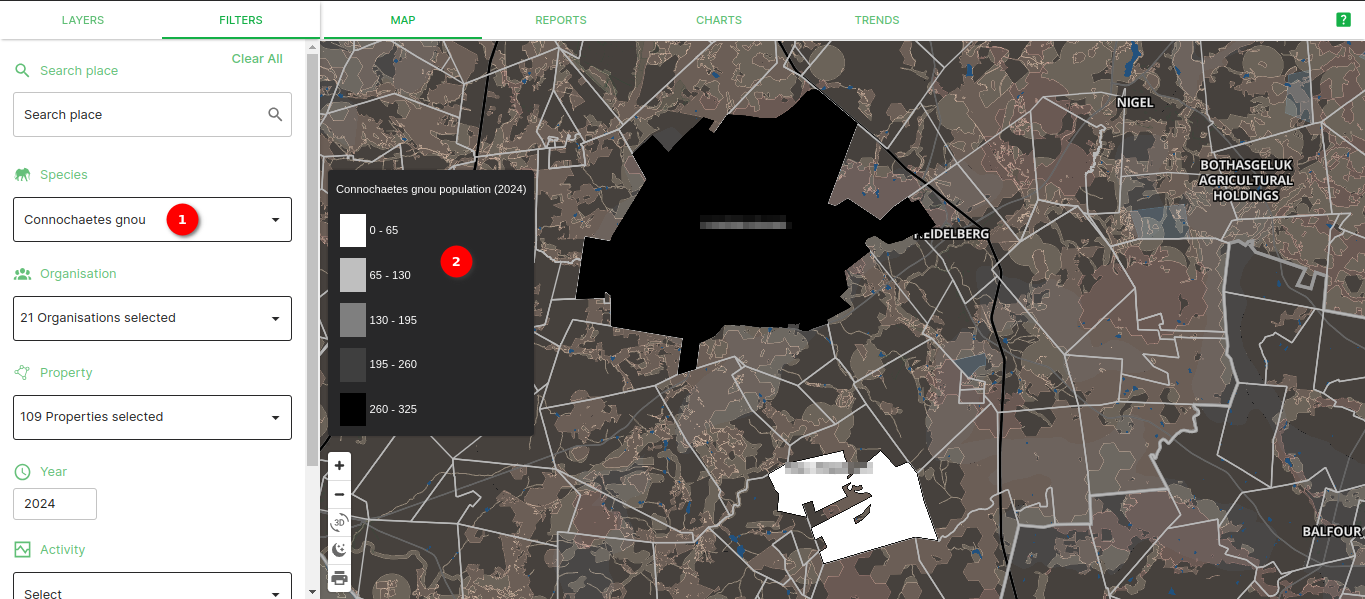 LAYERS
FILTERS
MAP
REPORTS
CHARTS
TRENDS
?
Clear All
Search place
Search place
Species
Connochaetes gnou
1
Organisation
21 Organisations selected
Property
109 Properties selected
Year
2024
Activity
Select
Connochaetes gnou population (2024)
0 - 65
65 - 130
2
130 - 195
195 - 260
260 - 325
+
−
3D
NIGEL
BOTHASGELUK
AGRICULTURAL
HOLDINGS
HEIDELBERG
BALFOUR